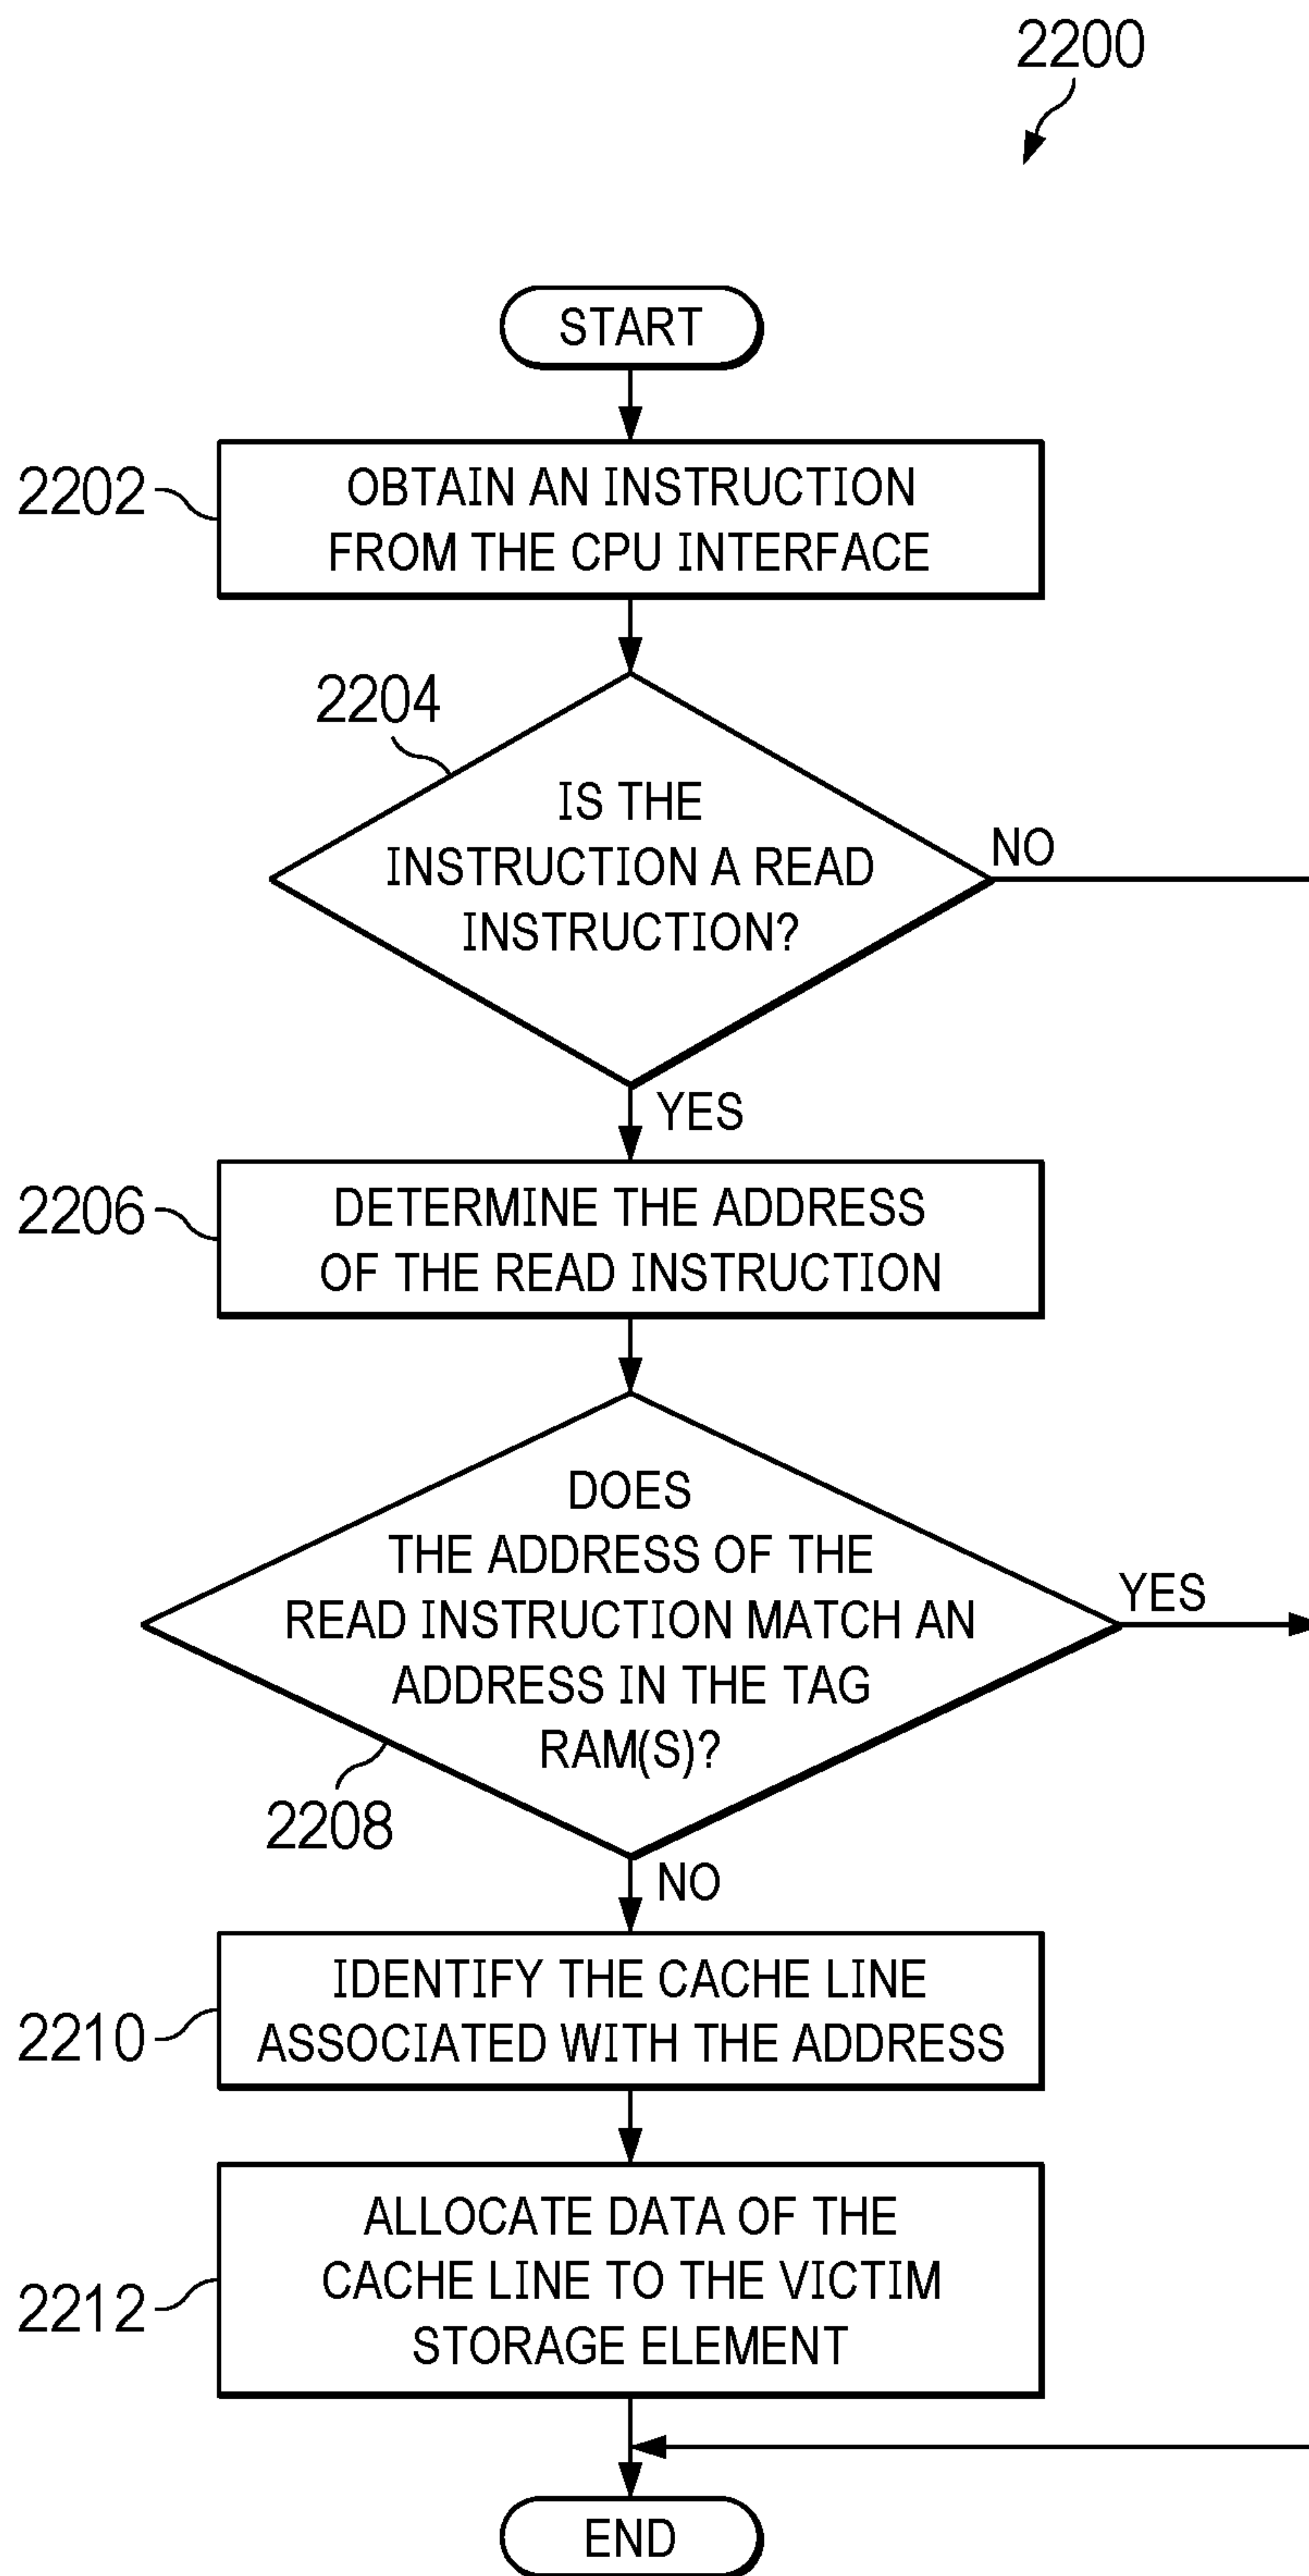 2200
START
2202
OBTAIN AN INSTRUCTION
FROM THE CPU INTERFACE
2204
IS THE
INSTRUCTION A READ
INSTRUCTION?
NO
YES
2206
DETERMINE THE ADDRESS
OF THE READ INSTRUCTION
DOES
THE ADDRESS OF THE
READ INSTRUCTION MATCH AN
ADDRESS IN THE TAG
RAM(S)?
YES
2208
NO
2210
IDENTIFY THE CACHE LINE
ASSOCIATED WITH THE ADDRESS
2212
ALLOCATE DATA OF THE
CACHE LINE TO THE VICTIM
STORAGE ELEMENT
END